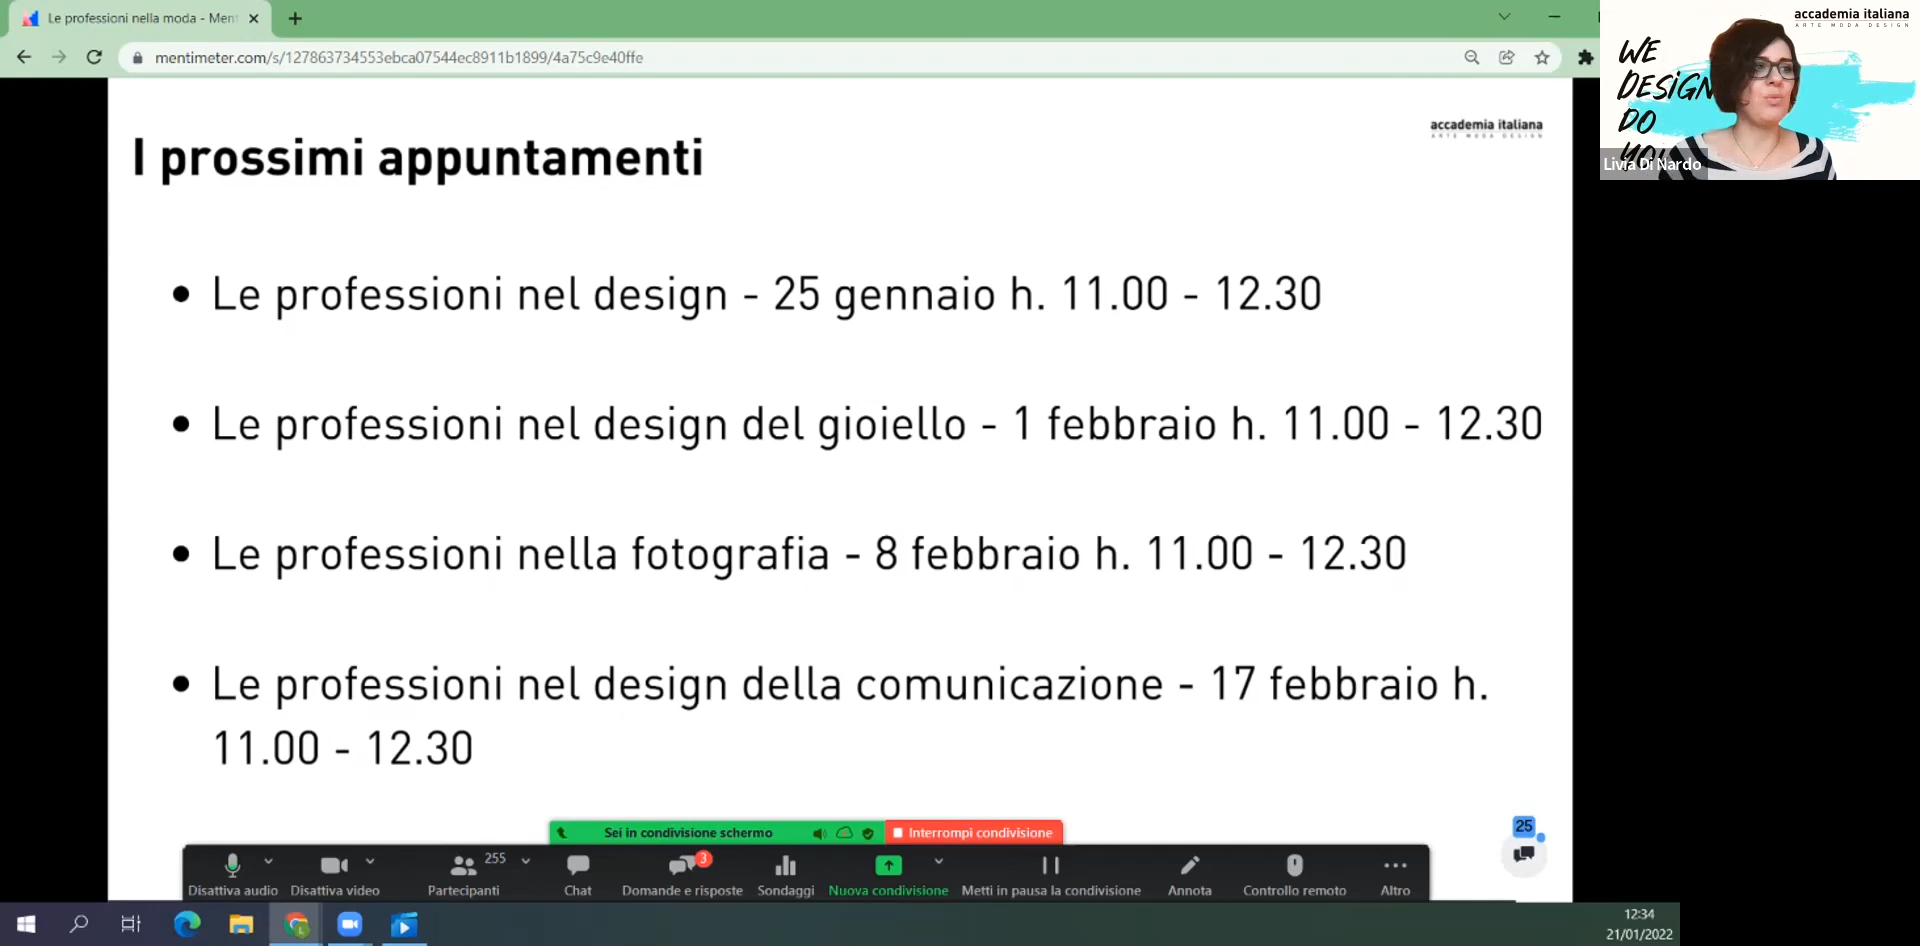 Le professioni nella moda - Ment
mentimeter.com/s/127863734553ebca07544ec8911b1899/4a75c9e40ffe
accademia italiana
ARTE MODA DESIGN
WE
DESIGN
DO
YOU
Livia Di Nardo
accademia italiana
ARTE MODA DESIGN
I prossimi appuntamenti
• Le professioni nel design - 25 gennaio h. 11.00 - 12.30
• Le professioni nel design del gioiello - 1 febbraio h. 11.00 - 12.30
• Le professioni nella fotografia - 8 febbraio h. 11.00 - 12.30
• Le professioni nel design della comunicazione - 17 febbraio h.
11.00 - 12.30
25
Sei in condivisione schermo
Interrompi condivisione
255
3
Disattiva audio
Disattiva video
Partecipanti
Chat
Domande e risposte
Sondaggi
Nuova condivisione
Metti in pausa la condivisione
Annota
Controllo remoto
Altro
L
12:34
21/01/2022